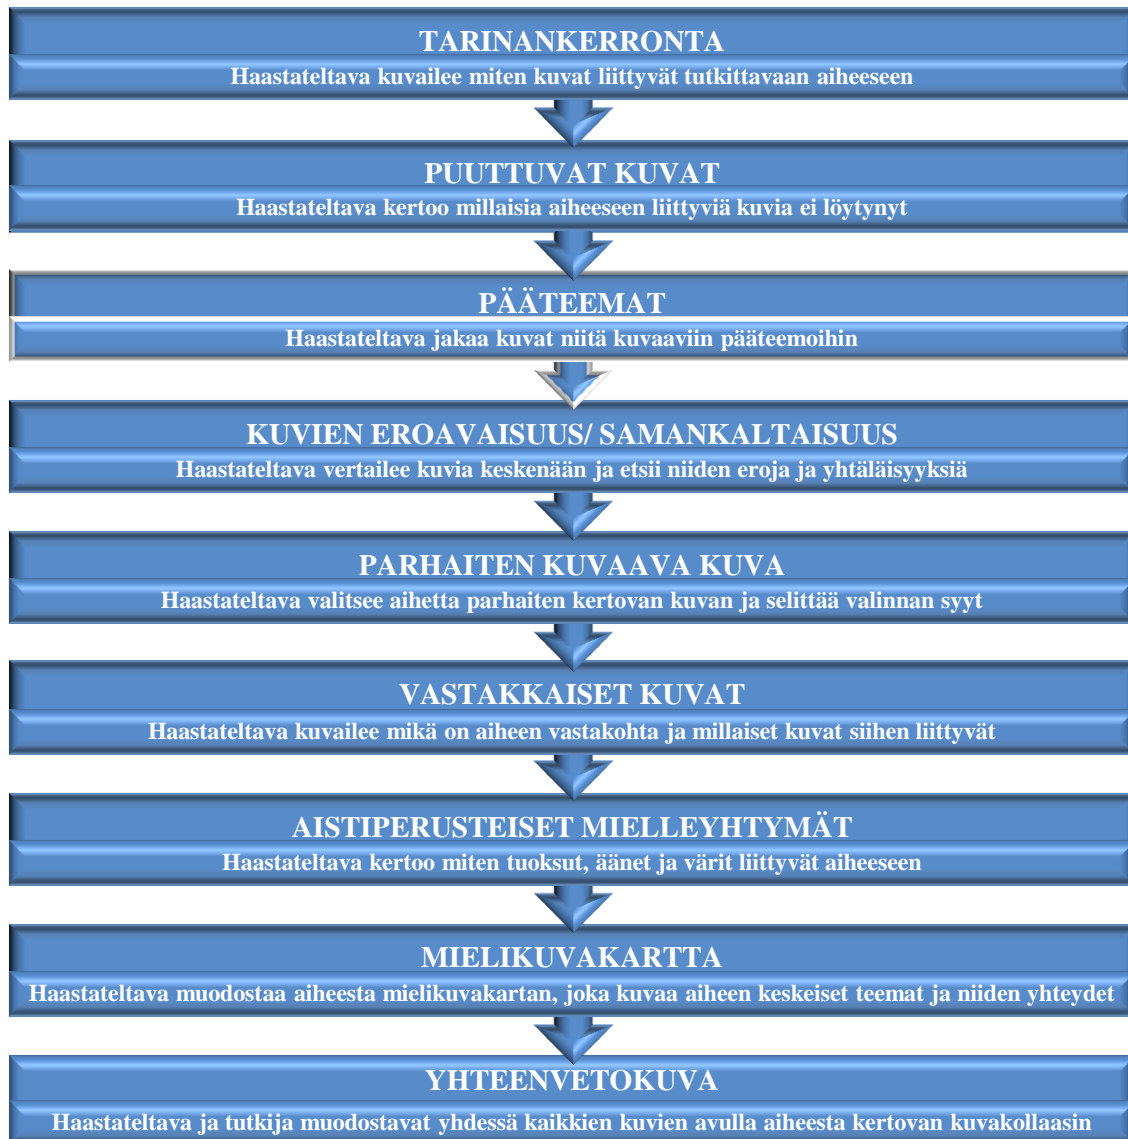 TARINANKERRONTA
Haastateltava kuvailee miten kuvat liittyvät tutkittavaan aiheeseen
PUUTTUVAT KUVAT
Haastateltava kertoo millaisia aiheeseen liittyviä kuvia ei löytynyt
PÄÄTEEMAT
Haastateltava jakaa kuvat niitä kuvaaviin pääteemoihin
KUVIEN EROAVAISUUS/ SAMANKALTAISUUS
Haastateltava vertailee kuvia keskenään ja etsii niiden eroja ja yhtäläisyyksiä
PARHAITEN KUVAAVA KUVA
Haastateltava valitsee aihetta parhaiten kertovan kuvan ja selittää valinnan syyt
VASTAKKAISET KUVAT
Haastateltava kuvailee mikä on aiheen vastakohta ja millaiset kuvat siihen liittyvät
AISTIPERUSTEISET MIELLEYHTYMÄT
Haastateltava kertoo miten tuoksut, äänet ja värit liittyvät aiheeseen
MIELIKUVAKARTTA
Haastateltava muodostaa aiheesta mielikuvakartan, joka kuvaa aiheen keskeiset teemat ja niiden yhteydet
YHTEENVETOKUVA
Haastateltava ja tutkija muodostavat yhdessä kaikkien kuvien avulla aiheesta kertovan kuvakollaasin